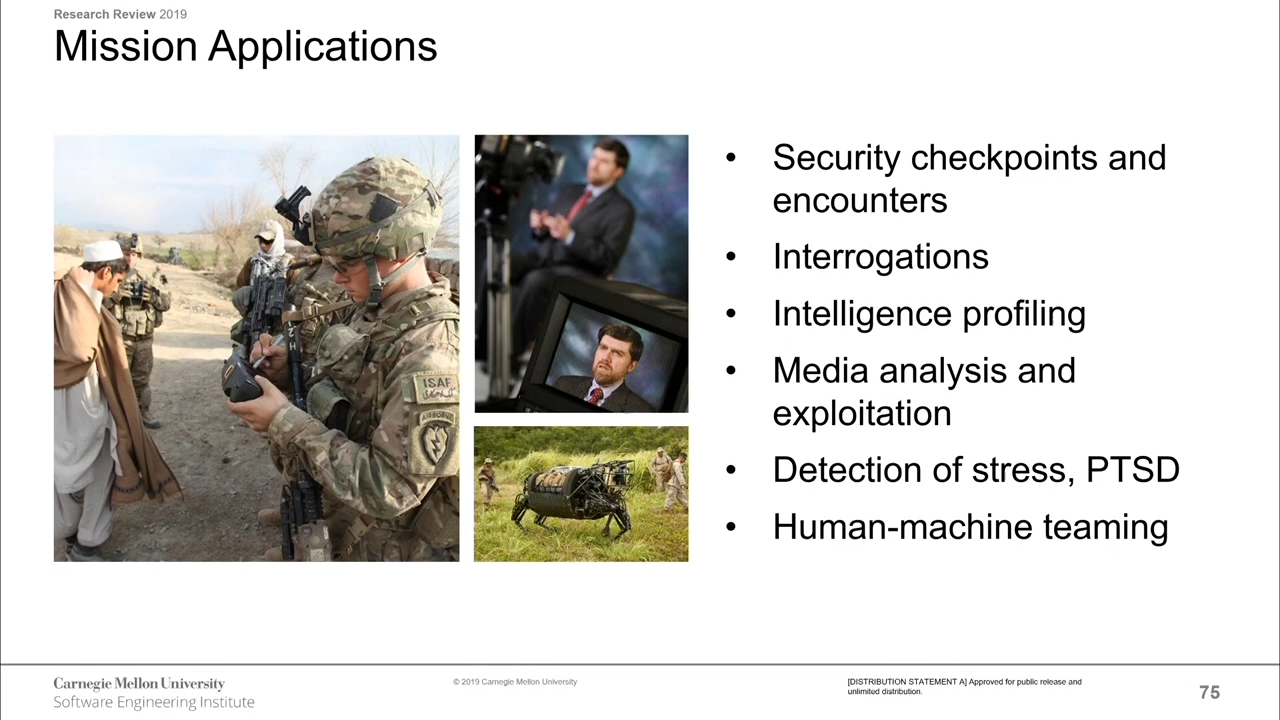 Research Review 2019
Mission Applications
ISAF
AIRBORNE
• Security checkpoints and
encounters
• Interrogations
• Intelligence profiling
• Media analysis and
exploitation
• Detection of stress, PTSD
• Human-machine teaming
Carnegie Mellon University
Software Engineering Institute
© 2019 Carnegie Mellon University
[DISTRIBUTION STATEMENT A] Approved for public release and
unlimited distribution.
75